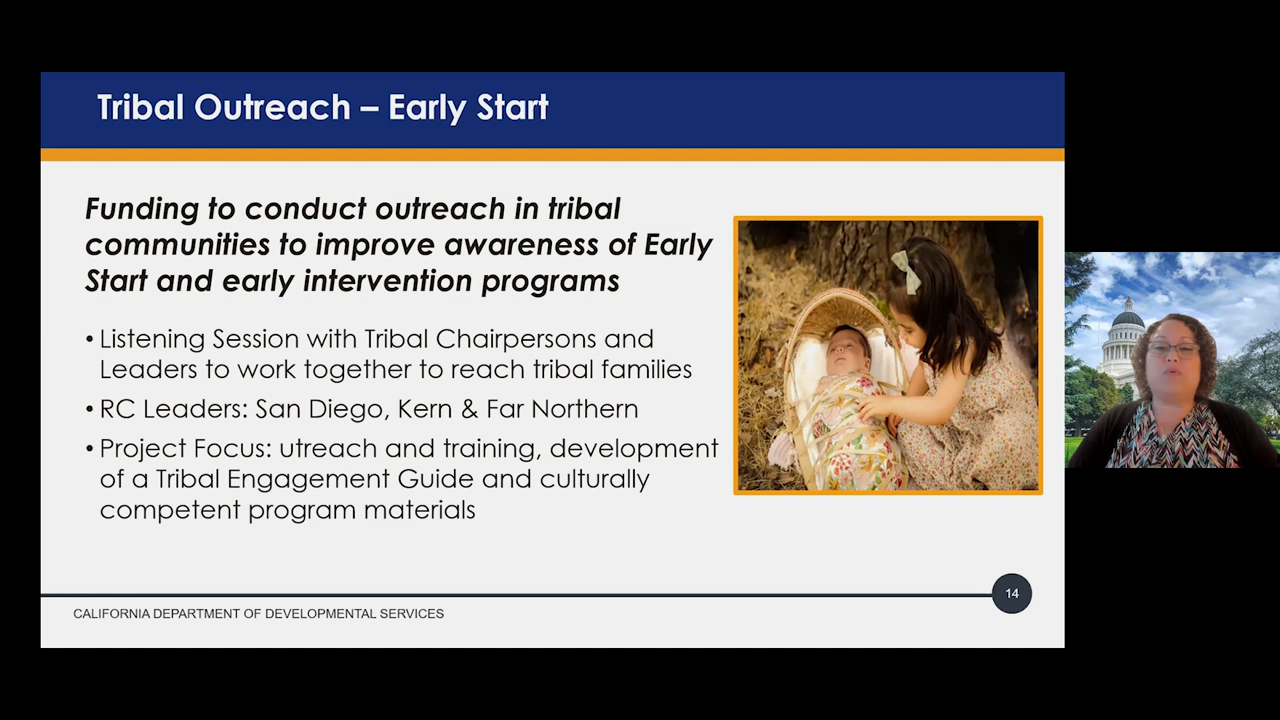 Tribal Outreach – Early Start
Funding to conduct outreach in tribal
communities to improve awareness of Early
Start and early intervention programs
• Listening Session with Tribal Chairpersons and
Leaders to work together to reach tribal families
• RC Leaders: San Diego, Kern & Far Northern
• Project Focus: utreach and training, development
of a Tribal Engagement Guide and culturally
competent program materials
14
CALIFORNIA DEPARTMENT OF DEVELOPMENTAL SERVICES